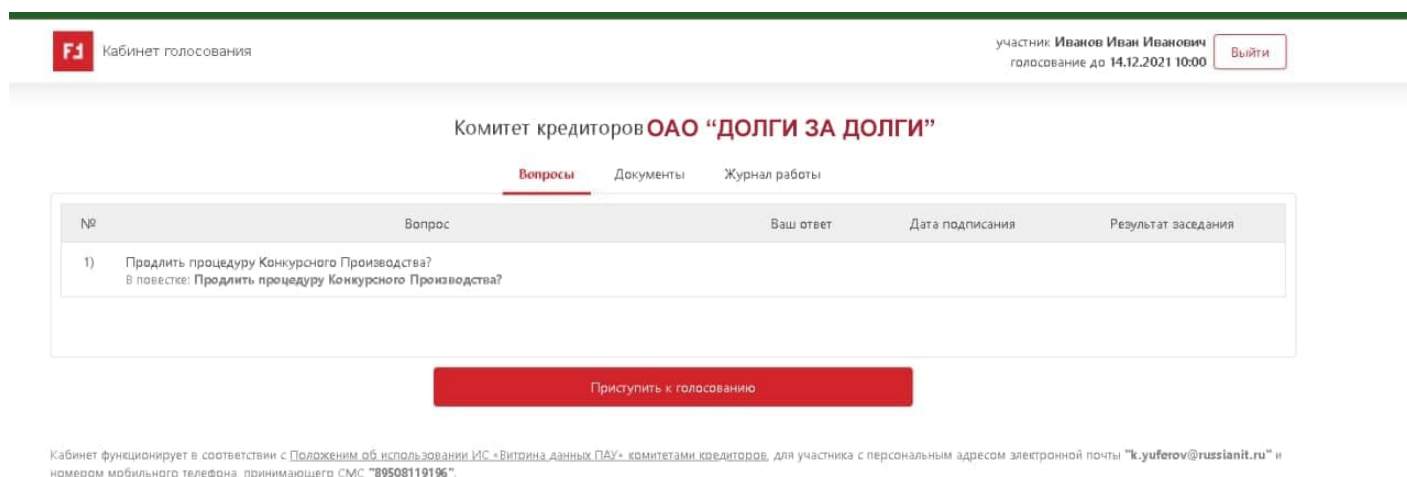 F1 Кабинет голосования
участник Иванов Иван Иванович
голосование до 14.12.2021 10:00
Выйти
Комитет кредиторов ОАО “ДОЛГИ ЗА ДОЛГИ”
Вопросы Документы Журнал работы
№ Вопрос Ваш ответ Дата подписания Результат заседания
1) Продлить процедуру Конкурсного Производства?
В повестке: Продлить процедуру Конкурсного Производства?
Приступить к голосованию
Кабинет функционирует в соответствии с Положеним об использовании ИС «Витрина данных ПАУ» комитетами кредиторов, для участника с персональным адресом электронной почты "k.yuferov@russianit.ru" и
номером мобильного телефона, принимающего СМС "89508119196".